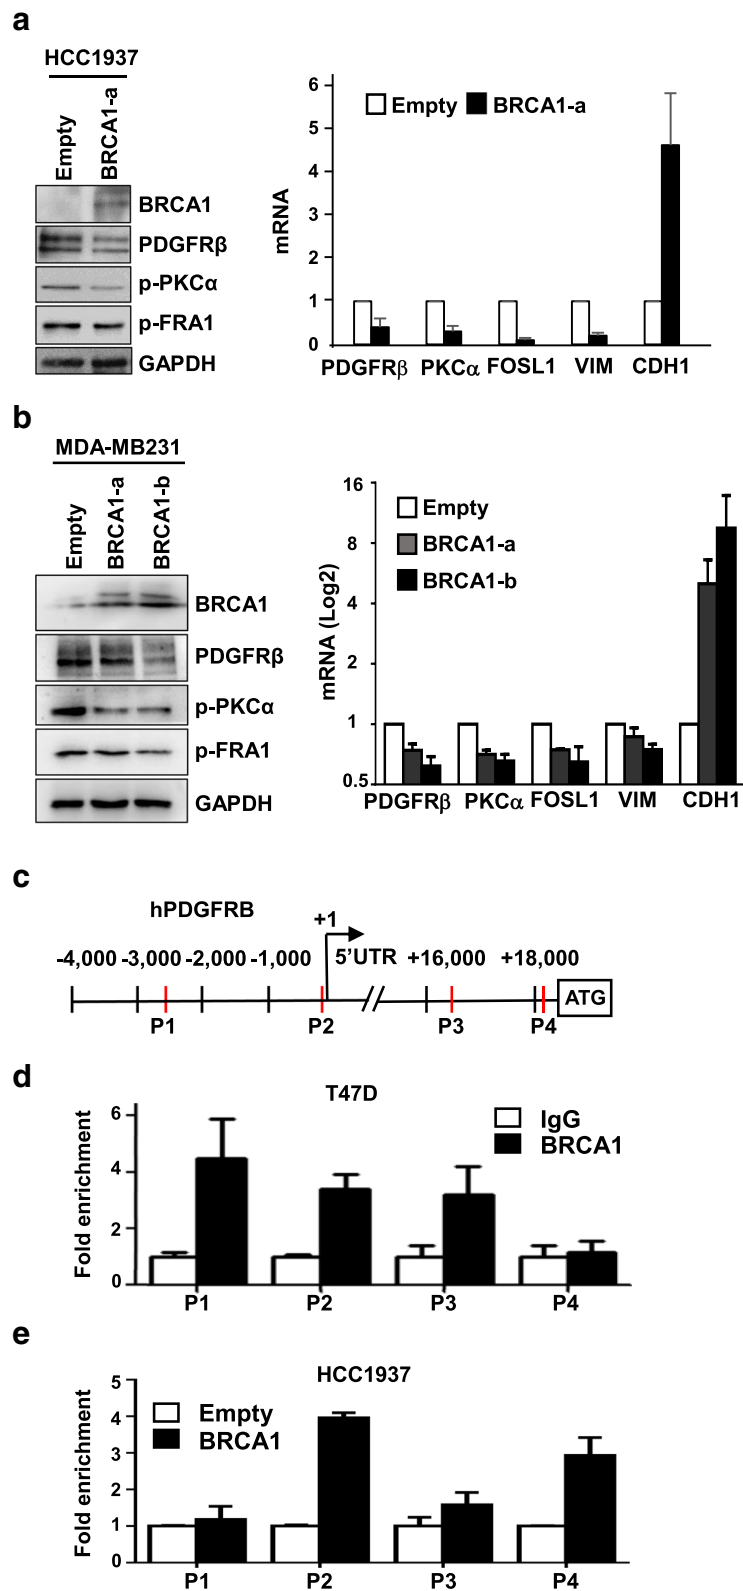 a
HCC1937
Empty
BRCA1-a
BRCA1
PDGFRβ
p-PKCα
p-FRA1
GAPDH
mRNA
6
5
4
3
2
1
0
Empty BRCA1-a
PDGFRβ PKCα FOSL1 VIM CDH1
b
MDA-MB231
Empty
BRCA1-a
BRCA1-b
BRCA1
PDGFRβ
p-PKCα
p-FRA1
GAPDH
mRNA (Log2)
16
8
4
2
1
0.5
Empty
BRCA1-a
BRCA1-b
PDGFRβ PKCα FOSL1 VIM CDH1
c
hPDGFRB
+1
-4,000 -3,000 -2,000 -1,000 5'UTR +16,000 +18,000
ATG
P1 P2 P3 P4
d
T47D
Fold enrichment
6
4
2
0
IgG
BRCA1
P1 P2 P3 P4
e
HCC1937
Fold enrichment
5
4
3
2
1
0
Empty
BRCA1
P1 P2 P3 P4